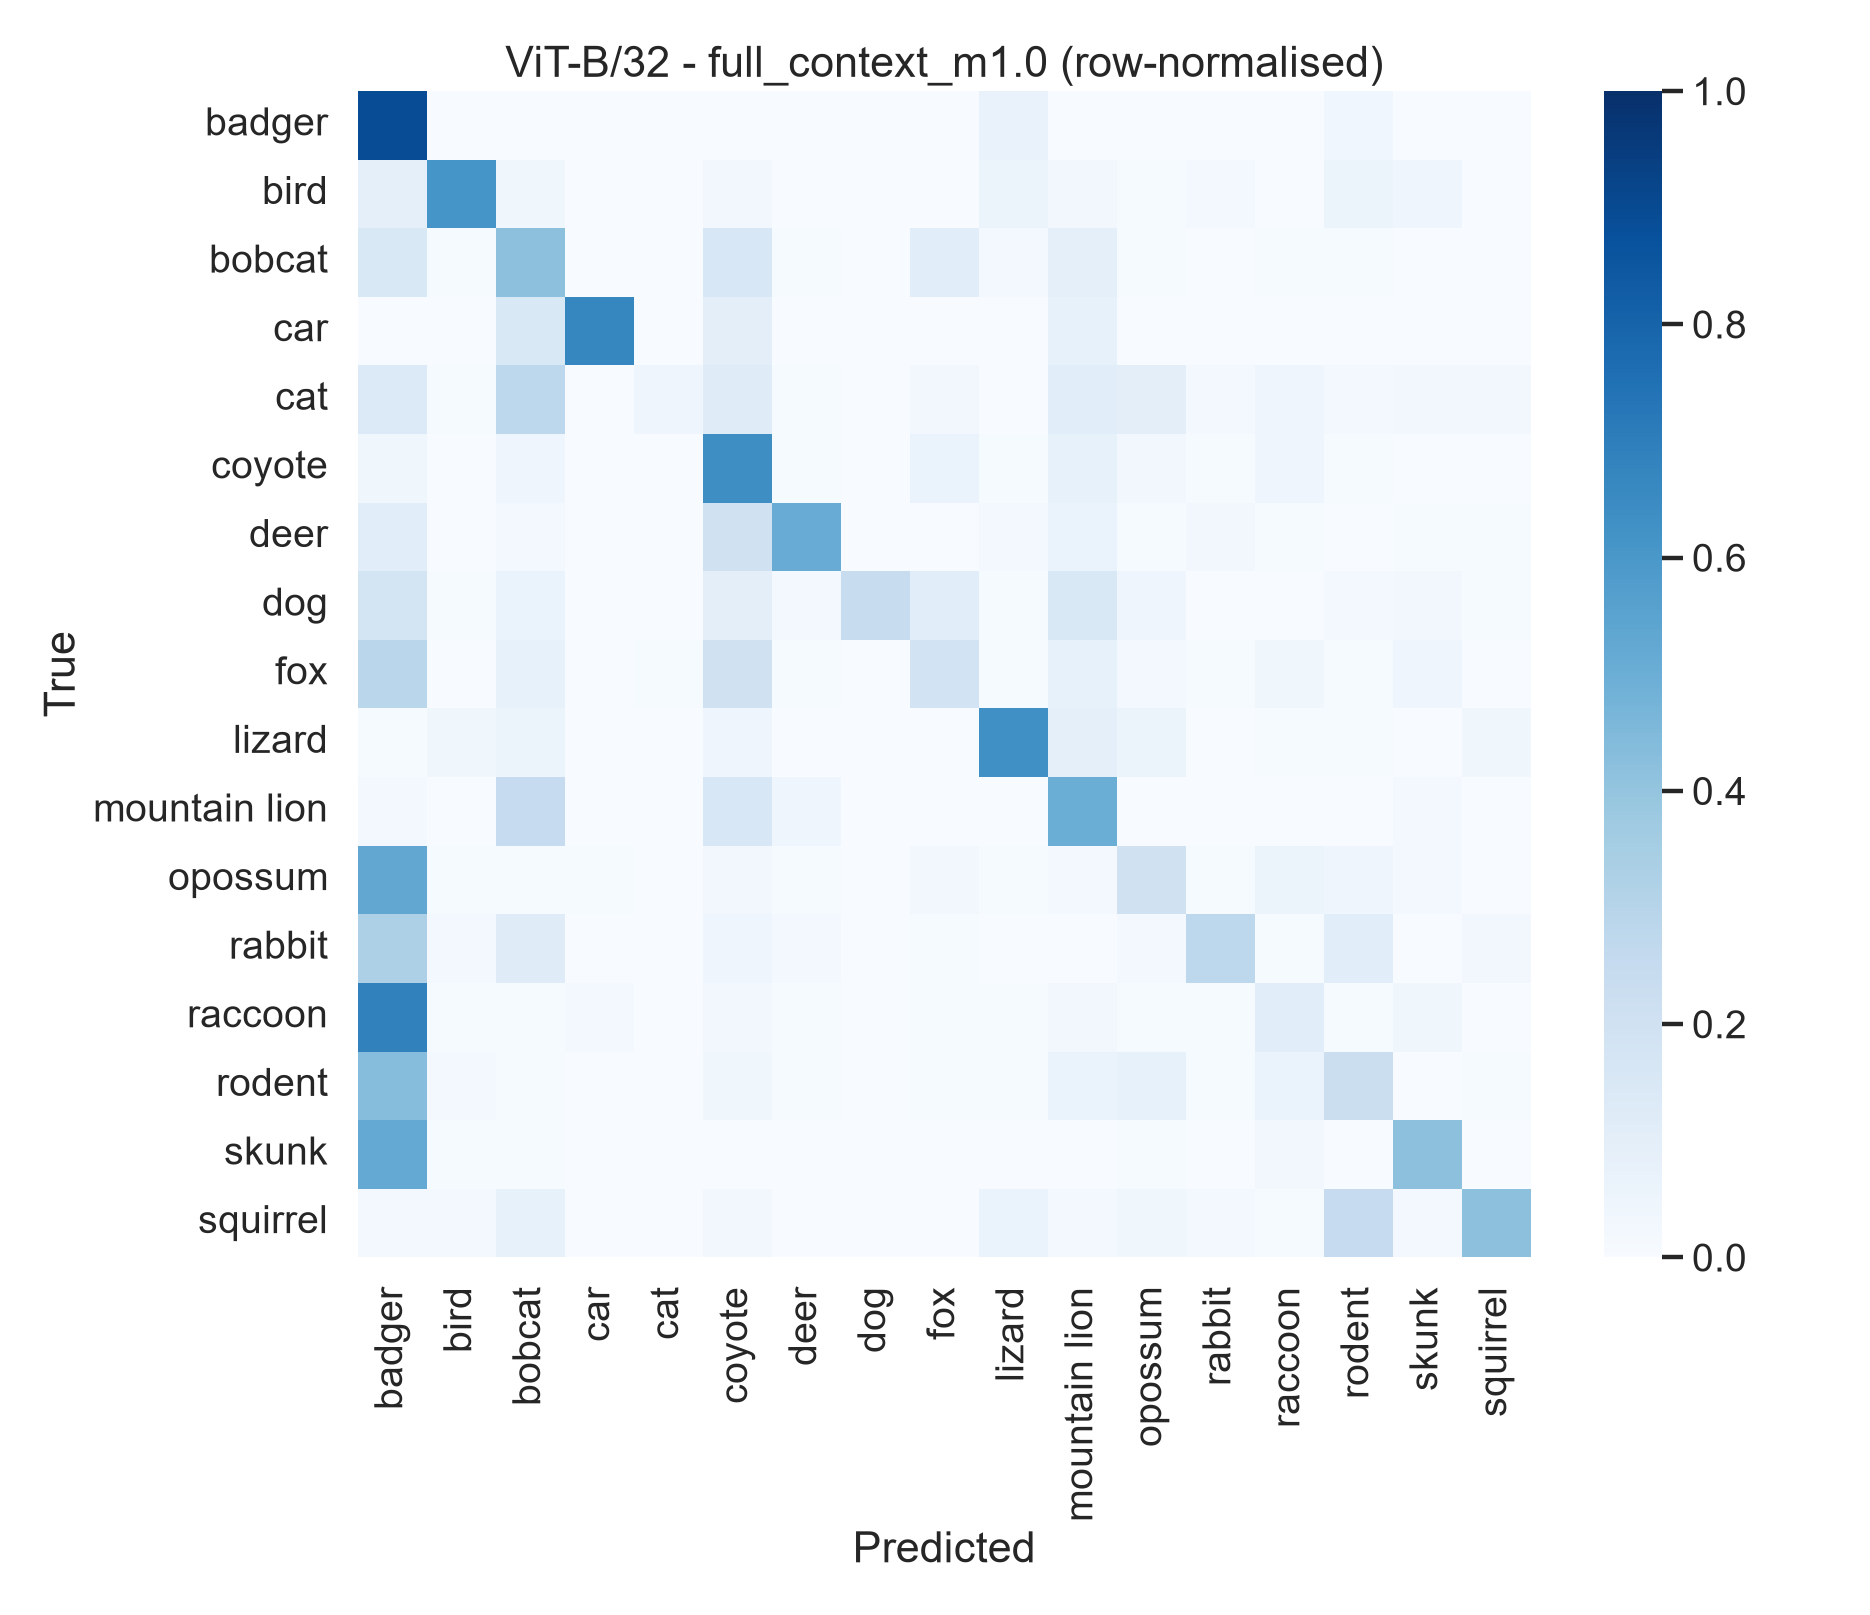 ViT-B/32 - full_context_m1.0 (row-normalised)
True
badger
bird
bobcat
car
cat
coyote
deer
dog
fox
lizard
mountain lion
opossum
rabbit
raccoon
rodent
skunk
squirrel
badger
bird
bobcat
car
cat
coyote
deer
dog
fox
lizard
mountain lion
opossum
rabbit
raccoon
rodent
skunk
squirrel
Predicted
1.0
0.8
0.6
0.4
0.2
0.0